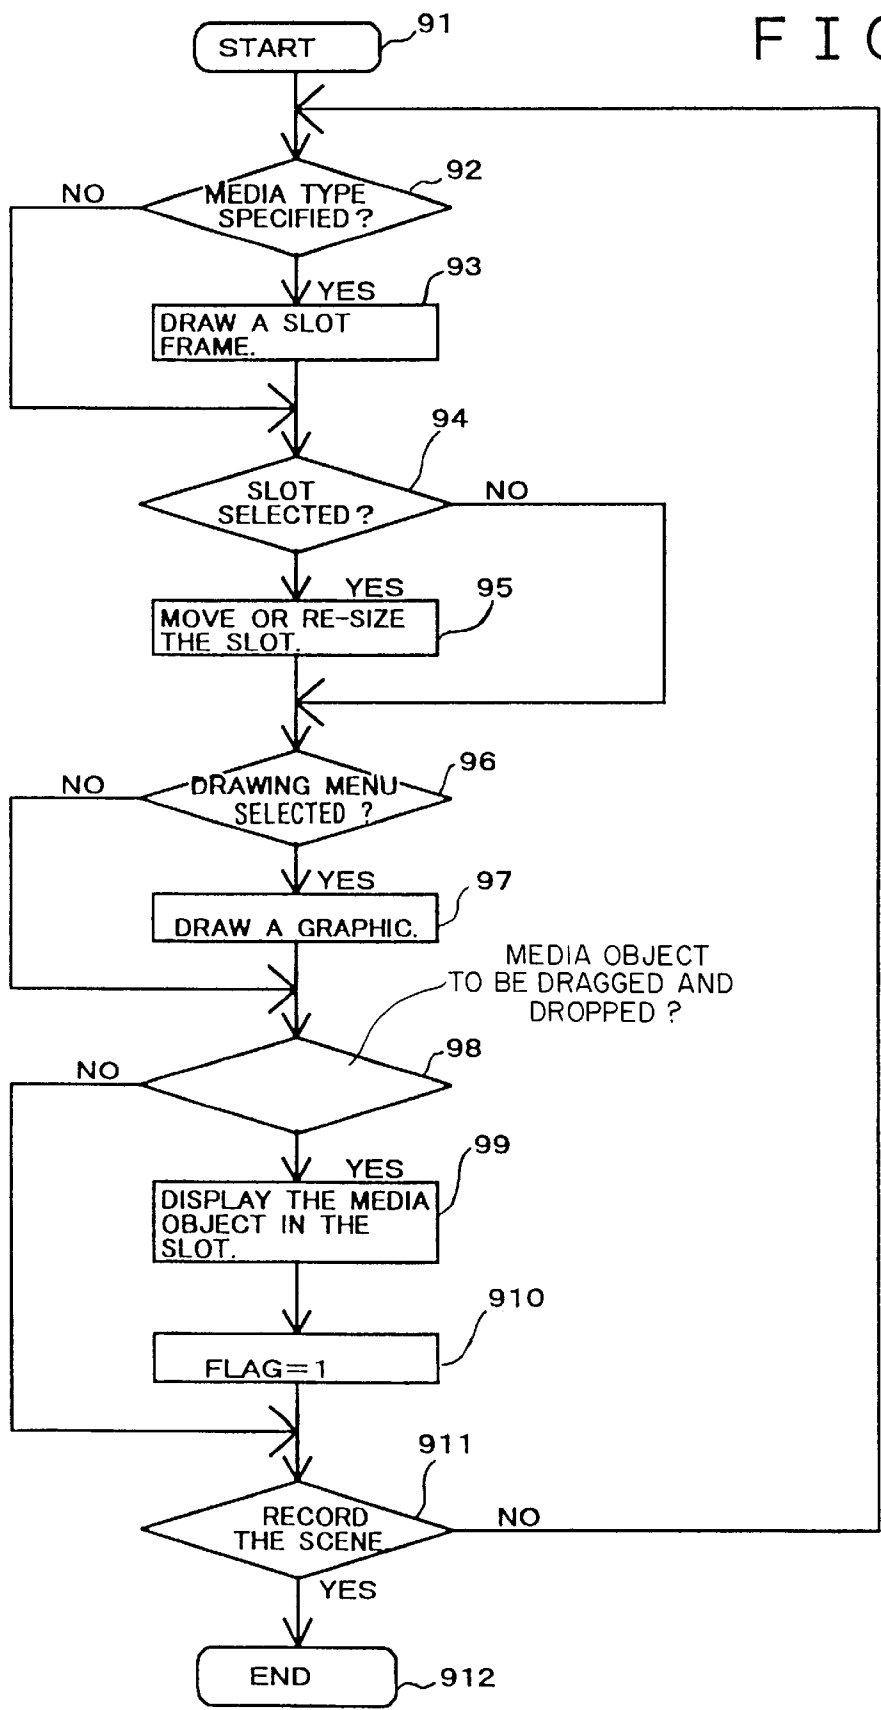 START
91
FIG
92
NO
MEDIA TYPE
SPECIFIED?
93
YES
DRAW A SLOT
FRAME.
94
SLOT
SELECTED?
NO
YES
95
MOVE OR RE-SIZE
THE SLOT.
96
NO
DRAWING MENU
SELECTED?
YES
97
DRAW A GRAPHIC.
MEDIA OBJECT
TO BE DRAGGED AND
DROPPED?
98
NO
YES
99
DISPLAY THE MEDIA
OBJECT IN THE
SLOT.
910
FLAG=1
911
RECORD
THE SCENE
NO
YES
END
912